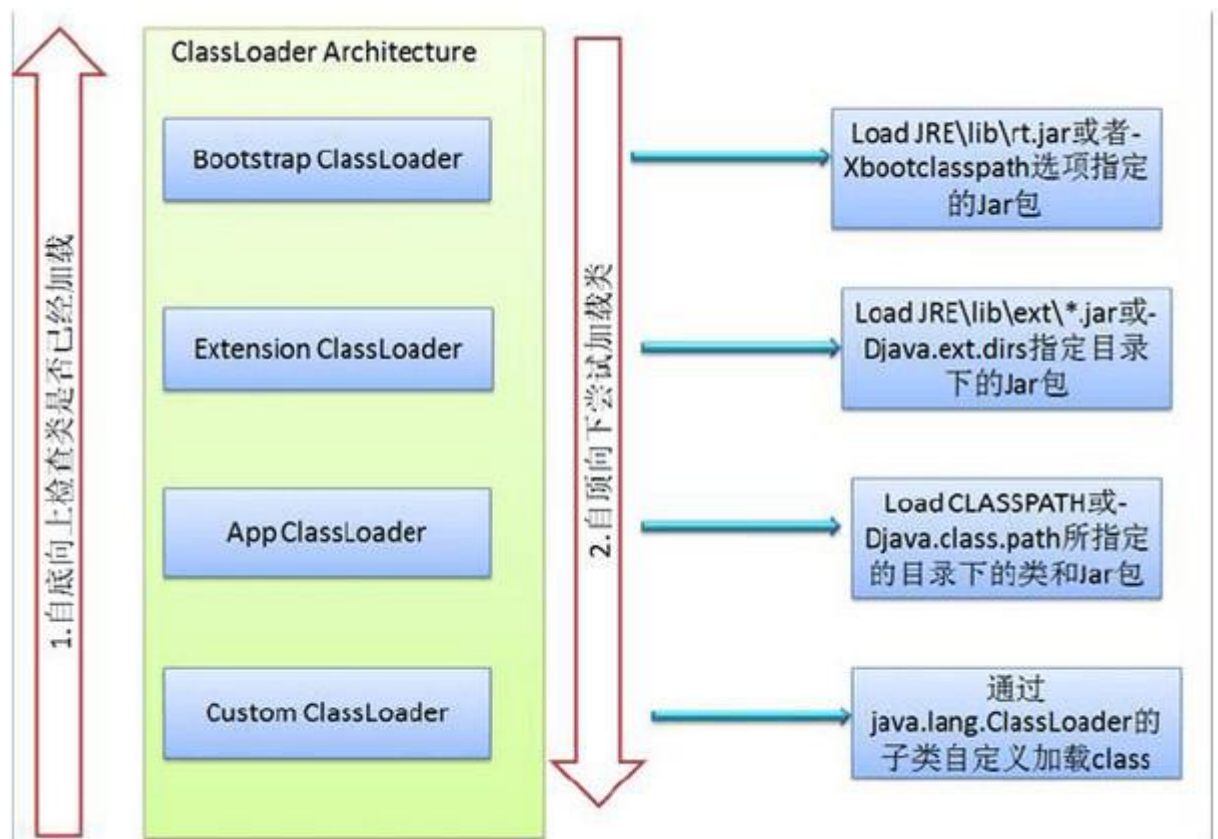 ClassLoader Architecture
1.自底向上检查类是否已经加载
Bootstrap ClassLoader
Extension ClassLoader
App ClassLoader
Custom ClassLoader
2.自顶向下尝试加载类
Load JRE\lib\rt.jar或者-
Xbootclasspath选项指定
的Jar包
Load JRE\lib\ext\*.jar或-
Djava.ext.dirs指定目录
下的Jar包
Load CLASSPATH或-
Djava.class.path所指定
的目录下的类和Jar包
通过
java.lang.ClassLoader的
子类自定义加载class